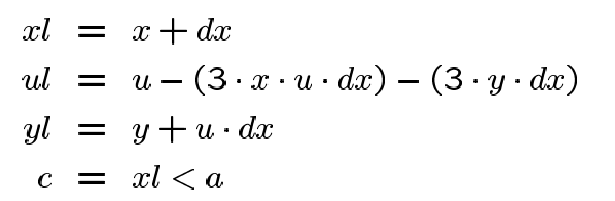 xl = x + dx
ul = u − (3 · x · u · dx) − (3 · y · dx)
yl = y + u · dx
c = xl < a